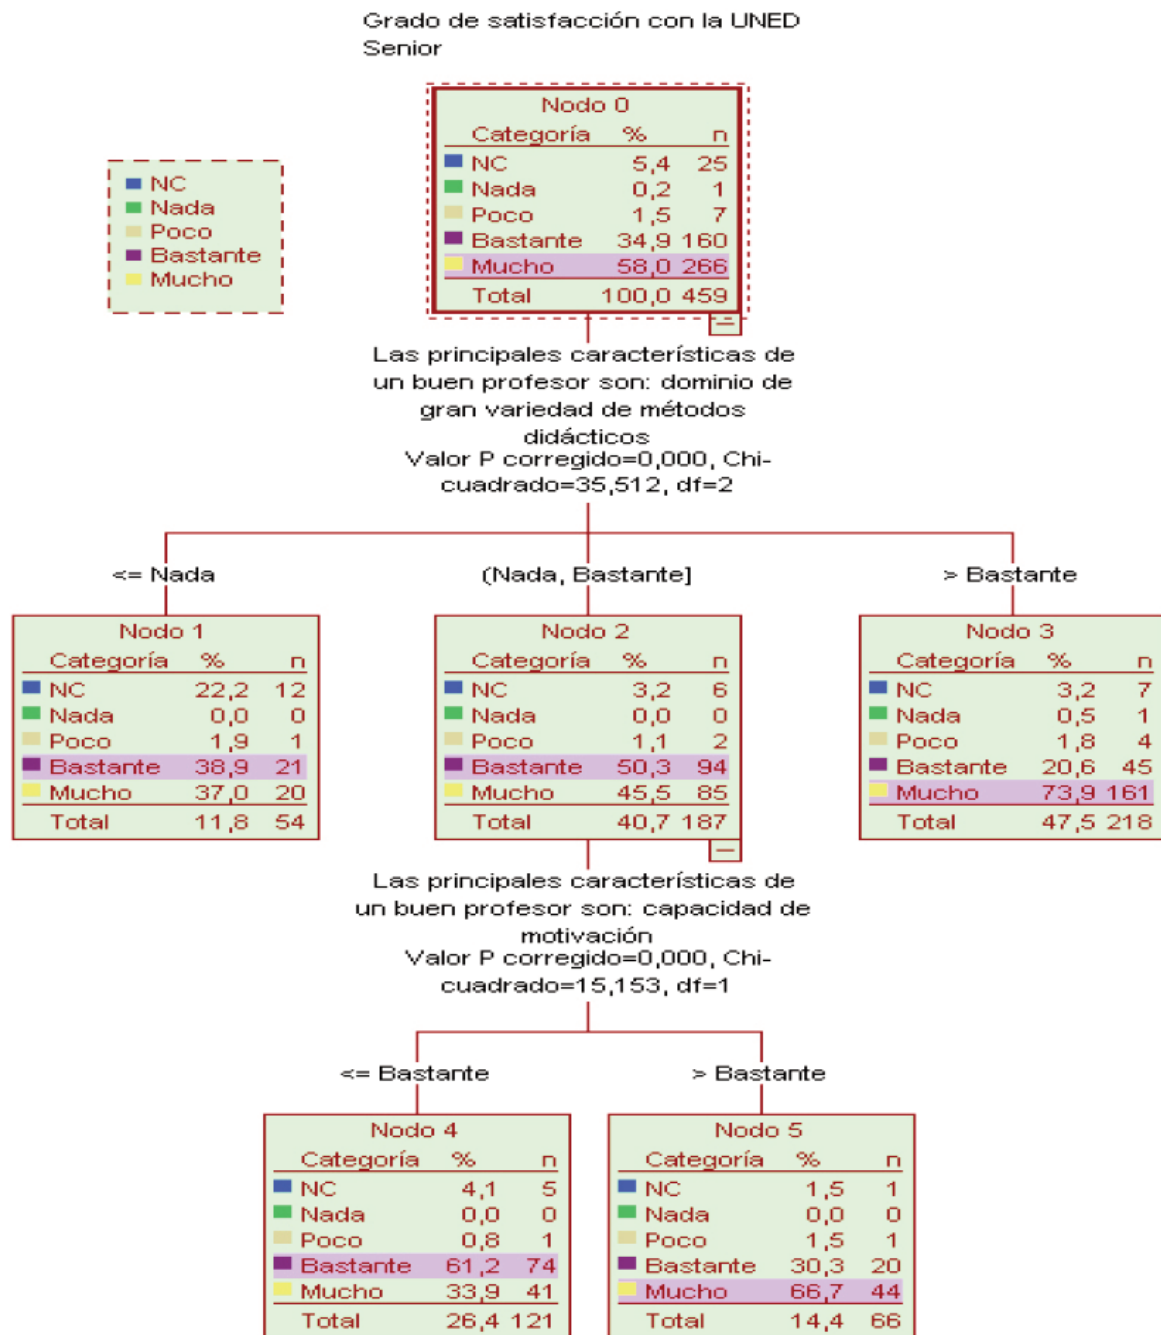 Grado de satisfacción con la UNED
Senior
Nodo 0
Categoría % n
NC 5,4 25
Nada 0,2 1
Poco 1,5 7
Bastante 34,9 160
Mucho 58,0 266
Total 100,0 459
NC
Nada
Poco
Bastante
Mucho
Las principales característicias de
un buen profesor son: dominio de
gran variedad de métodos
didácticos
Valor P corregido=0,000, Chi-
cuadrado=35,512, df=2
<= Nada
(Nada, Bastante]
> Bastante
Nodo 1
Categoría % n
NC 22,2 12
Nada 0,0 0
Poco 1,9 1
Bastante 38,9 21
Mucho 37,0 20
Total 11,8 54
Nodo 2
Categoría % n
NC 3,2 6
Nada 0,0 0
Poco 1,1 2
Bastante 50,3 94
Mucho 45,5 85
Total 40,7 187
Nodo 3
Categoría % n
NC 3,2 7
Nada 0,5 1
Poco 1,8 4
Bastante 20,6 45
Mucho 73,9 161
Total 47,5 218
Las principales característicias de
un buen profesor son: capacidad de
motivación
Valor P corregido=0,000, Chi-
cuadrado=15,153, df=1
<= Bastante
> Bastante
Nodo 4
Categoría % n
NC 4,1 5
Nada 0,0 0
Poco 0,8 1
Bastante 61,2 74
Mucho 33,9 41
Total 26,4 121
Nodo 5
Categoría % n
NC 1,5 1
Nada 0,0 0
Poco 1,5 1
Bastante 30,3 20
Mucho 66,7 44
Total 14,4 66